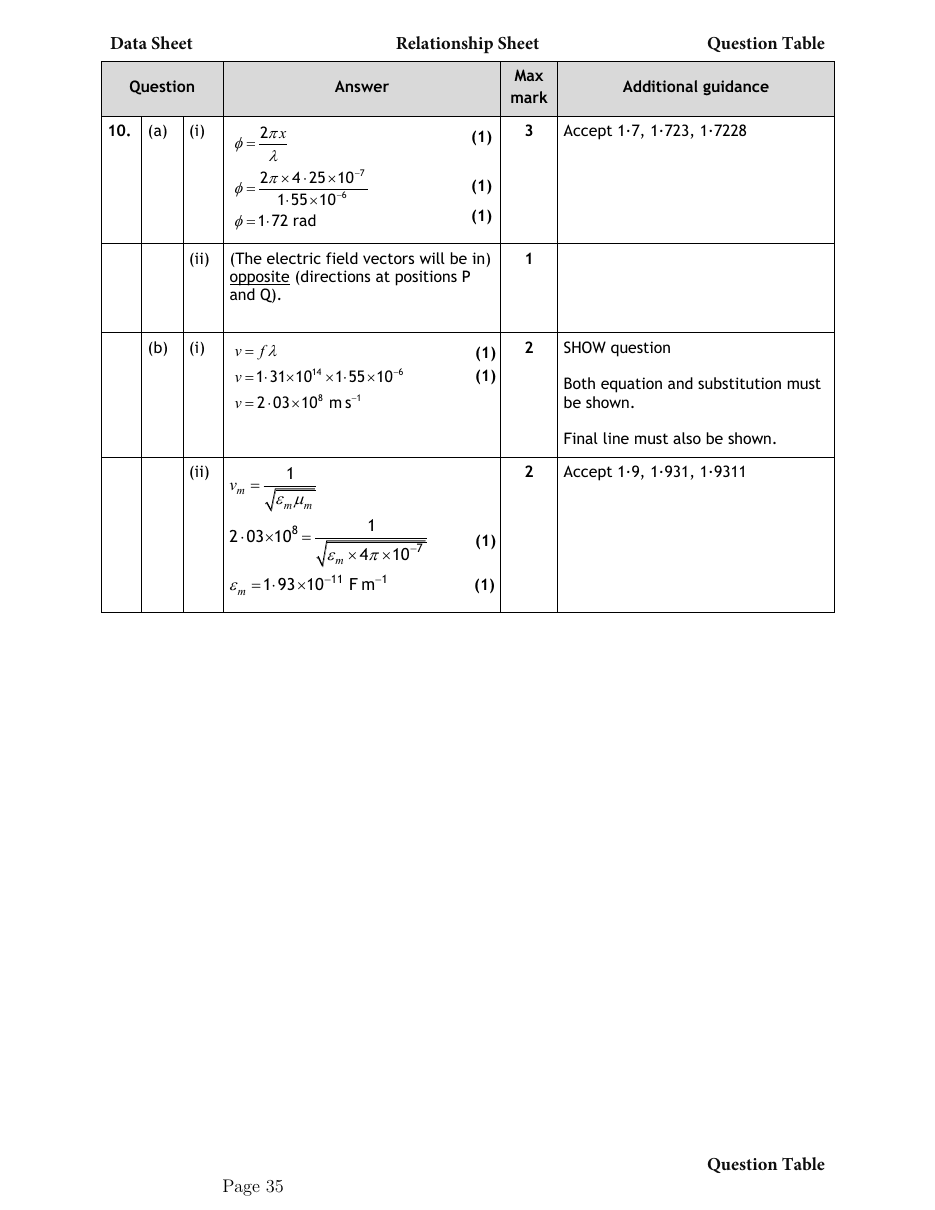 Data Sheet Relationship Sheet Question Table
Question Answer Max mark Additional guidance
10. (a) (i) ϕ = 2πx / λ (1) 3 Accept 1·7, 1·723, 1·7228
ϕ = 2π × 4·25 × 10⁻⁷ / 1·55 × 10⁻⁶ (1)
ϕ = 1·72 rad (1)
(ii) (The electric field vectors will be in) 1
opposite (directions at positions P
and Q).
(b) (i) v = fλ (1) 2 SHOW question
v = 1·31×10¹⁴ × 1·55×10⁻⁶ (1)
Both equation and substitution must
v = 2·03×10⁸ m s⁻¹
be shown.
Final line must also be shown.
(ii) vₘ = 1 / √(εₘμₘ) 2 Accept 1·9, 1·931, 1·9311
2·03×10⁸ = 1 / √(εₘ × 4π × 10⁻⁷) (1)
εₘ = 1·93×10⁻¹¹ F m⁻¹ (1)
Question Table
Page 35